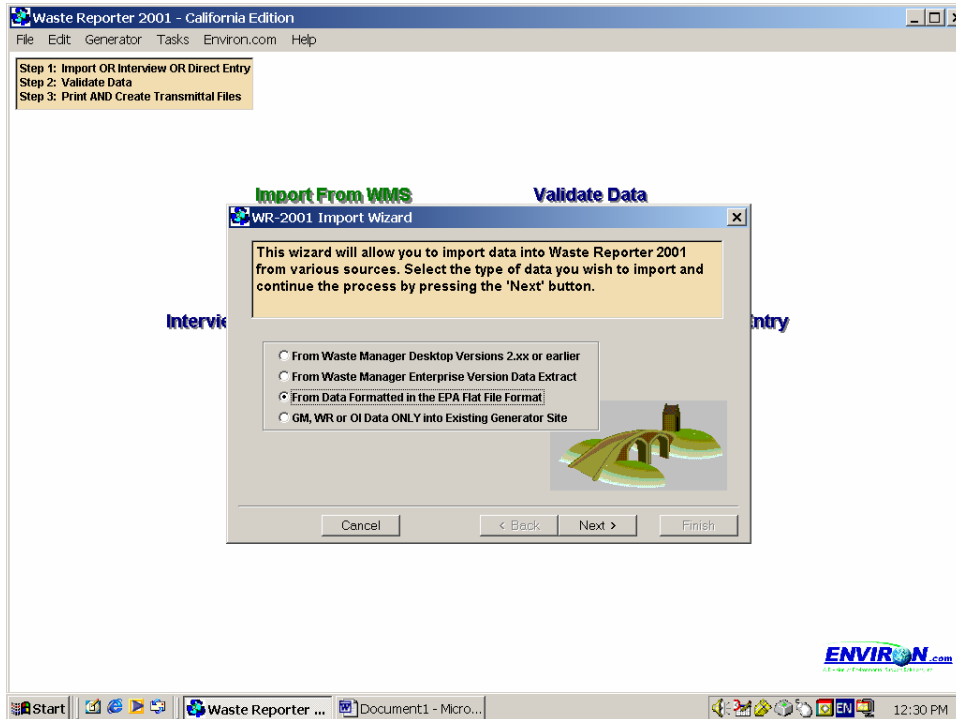 Waste Reporter 2001 - California Edition
File Edit Generator Tasks Environ.com Help
Step 1: Import OR Interview OR Direct Entry
Step 2: Validate Data
Step 3: Print AND Create Transmittal Files
Import From WMS
Validate Data
WR-2001 Import Wizard
This wizard will allow you to import data into Waste Reporter 2001
from various sources. Select the type of data you wish to import and
continue the process by pressing the 'Next' button.
Intervie
Entry
From Waste Manager Desktop Versions 2.xx or earlier
From Waste Manager Enterprise Version Data Extract
From Data Formatted in the EPA Flat File Format
GM, WR or OI Data ONLY into Existing Generator Site
Cancel < Back Next > Finish
ENVIRON.com
Start Waste Reporter ... Document1 - Micro... EN 12:30 PM